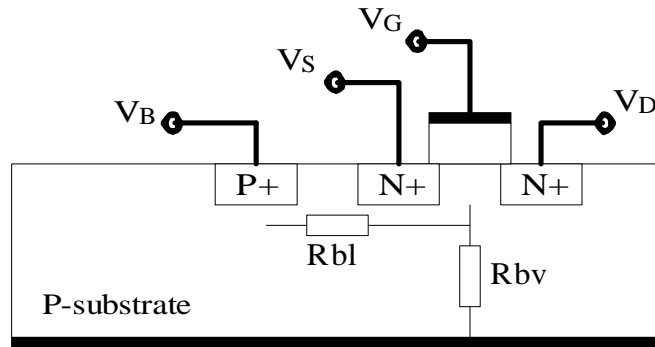 VG
VS
VB
VD
P+
N+
N+
Rbl
Rbv
P-substrate